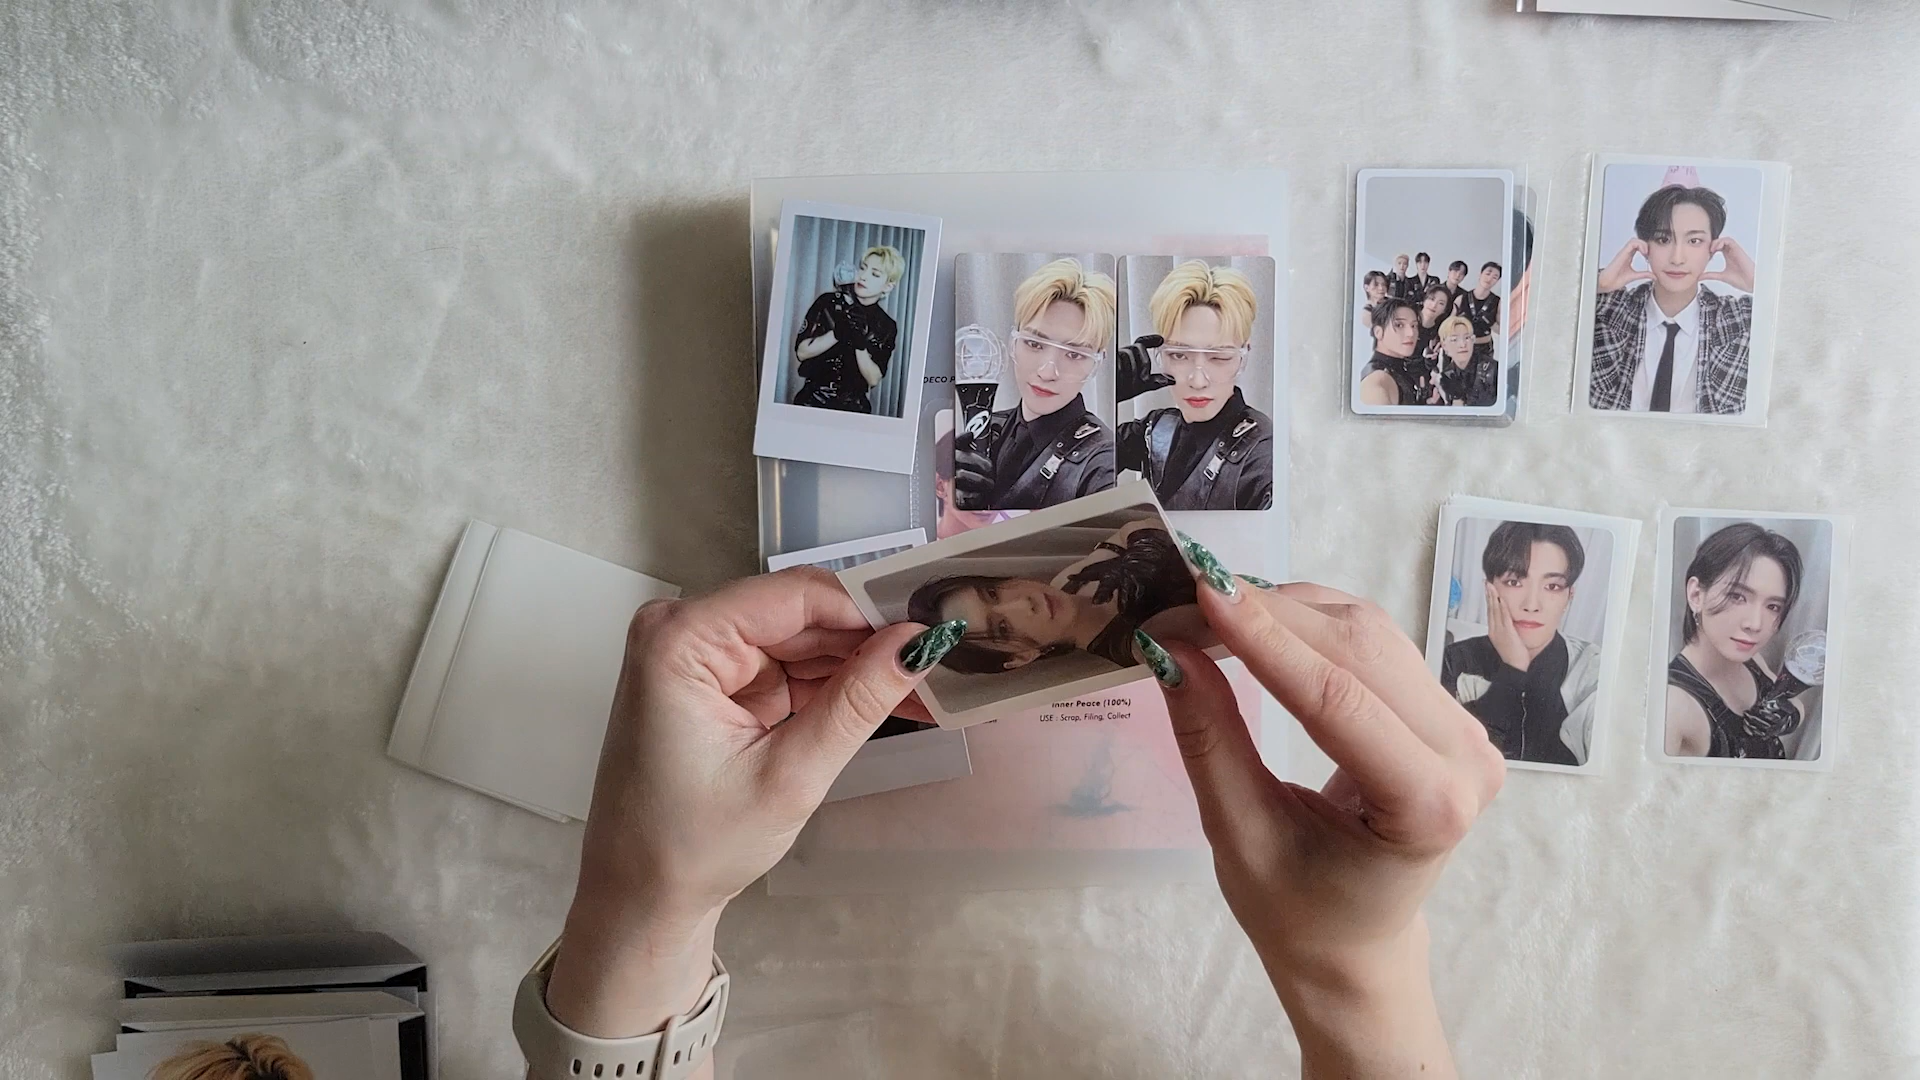 DECO P
Inner Peace (100%)
USE : Scrap, Filing, Collect